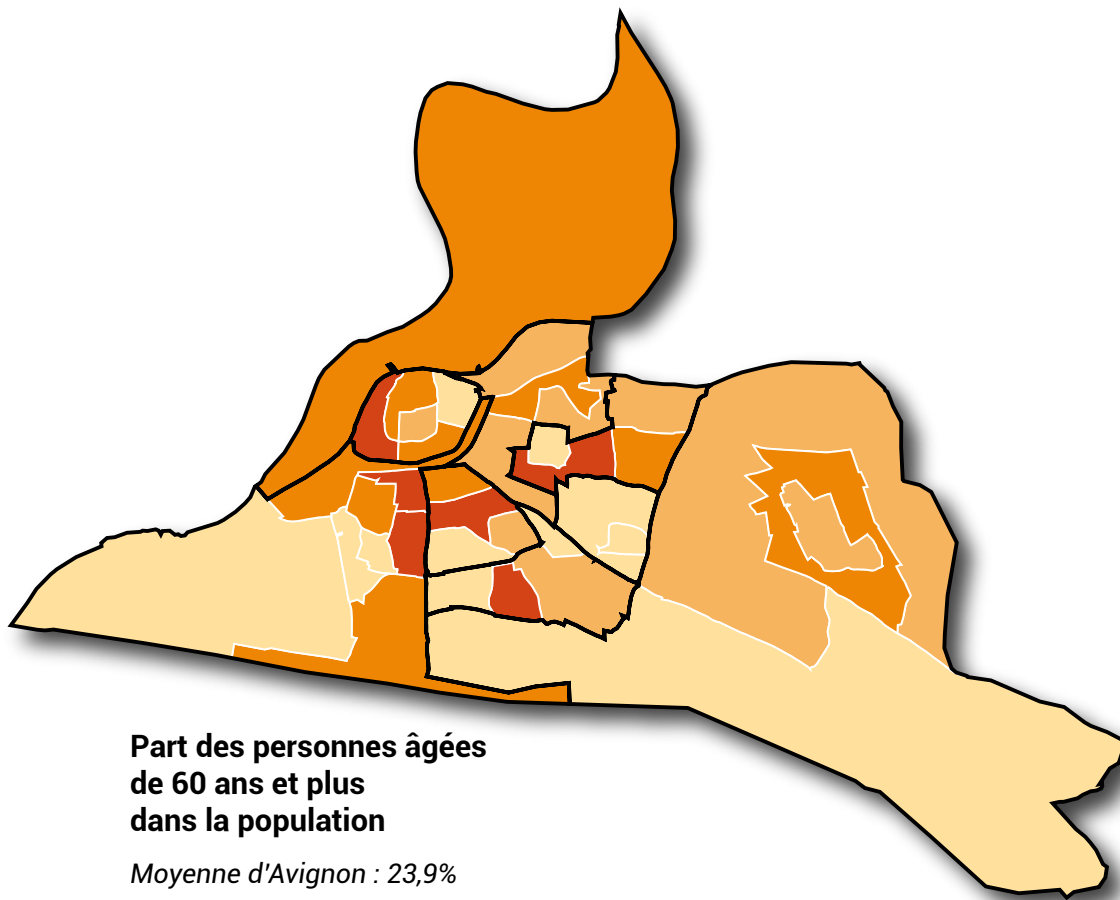 Part des personnes âgées
de 60 ans et plus
dans la population
Moyenne d'Avignon : 23,9%